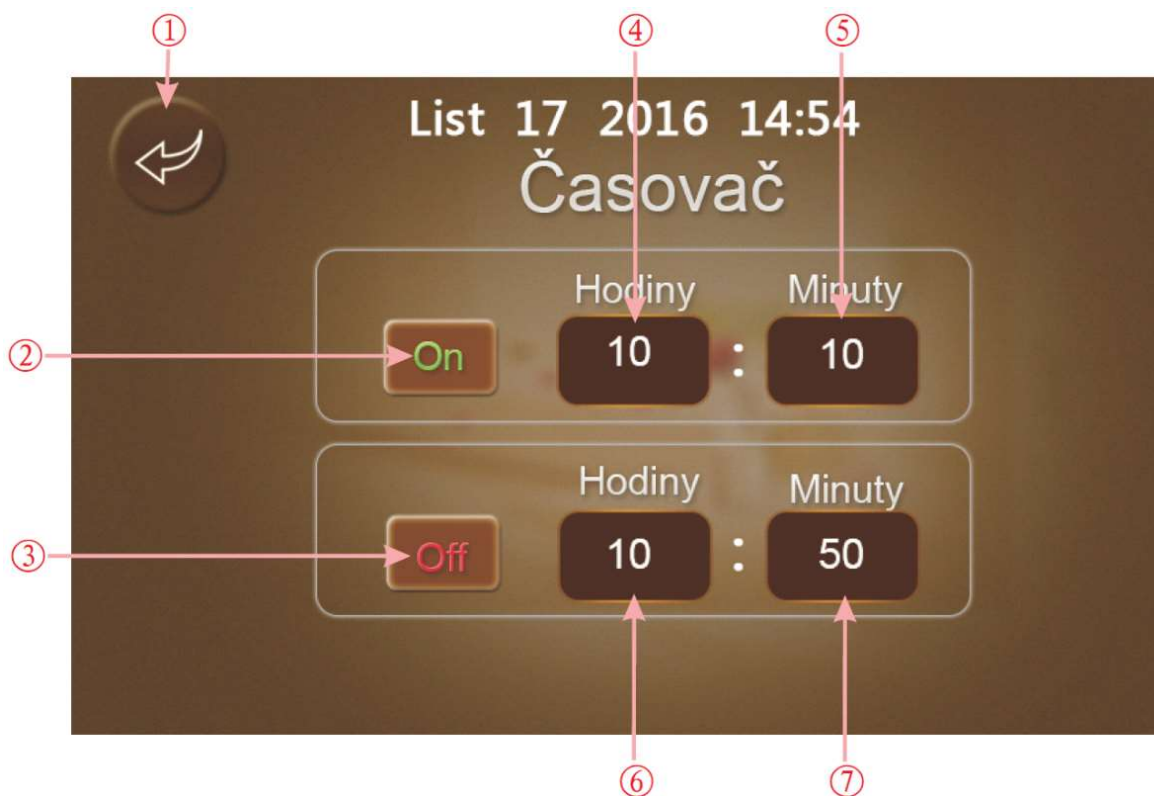 ① ④ ⑤
List 17 2016 14:54
Časovač
Hodiny Minuty
② On 10 : 10
Hodiny Minuty
③ Off 10 : 50
⑥ ⑦